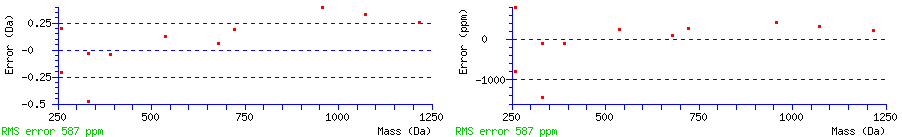 Error (Da)
0.25
-0
-0.25
-0.5
250
500
750
1000
1250
RMS error 587 ppm
Mass (Da)
Error (ppm)
0
-1000
250
500
750
1000
1250
RMS error 587 ppm
Mass (Da)